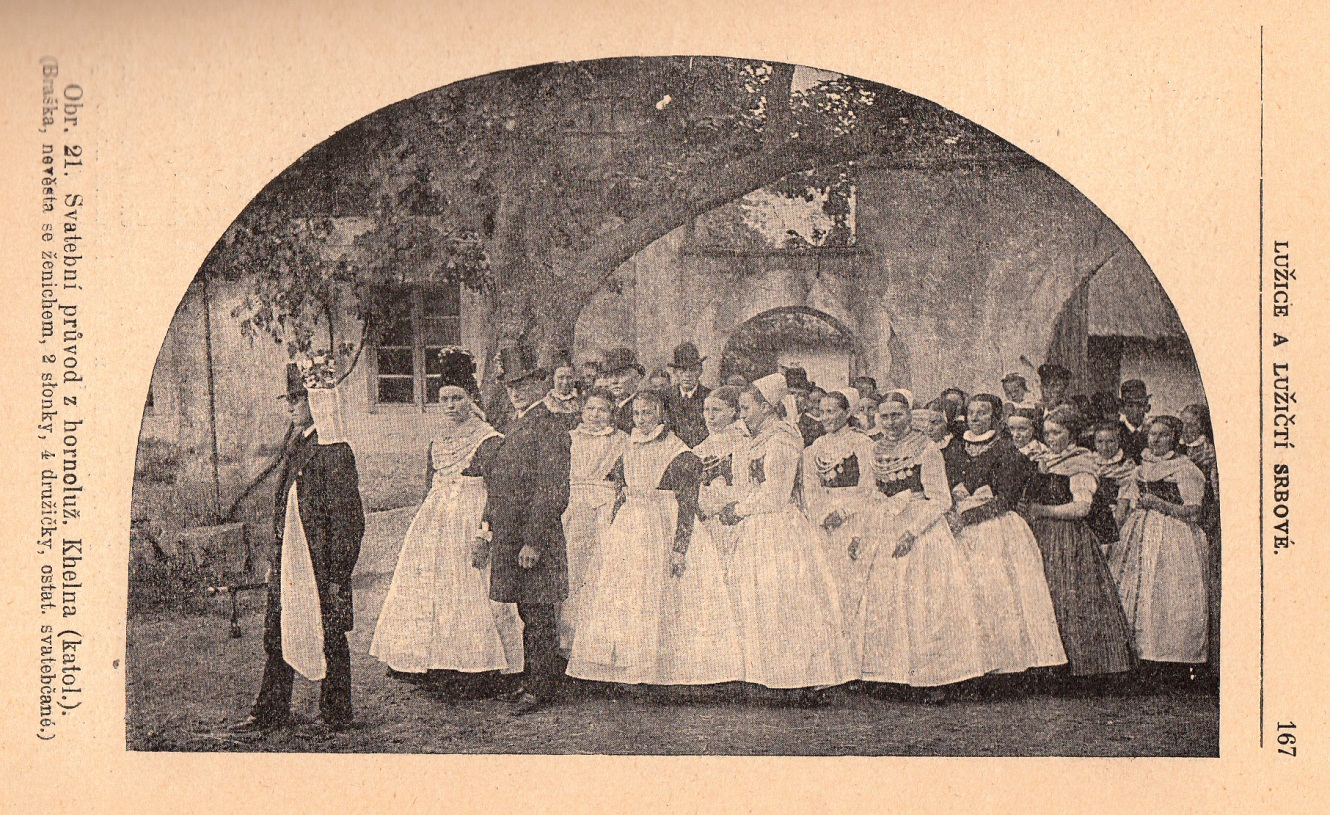 LUŽICE A LUŽIČTÍ SRBOVÉ. 167
Obr. 21. Svatební průvod z hornoluž. Khelna (katol.).
(Braška, nevěsta se ženichem, 2 słonky, 4 družičky, ostat. svatebčané.)